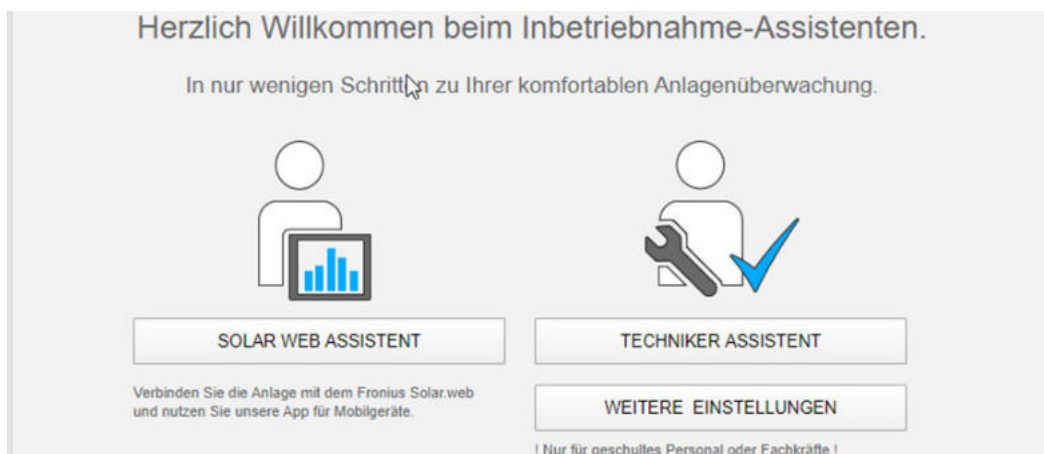 Herzlich Willkommen beim Inbetriebnahme-Assistenten.
In nur wenigen Schritten zu Ihrer komfortablen Anlagenüberwachung.
SOLAR WEB ASSISTENT
TECHNIKER ASSISTENT
Verbinden Sie die Anlage mit dem Fronius Solar.web
und nutzen Sie unsere App für Mobilgeräte.
WEITERE EINSTELLUNGEN
! Nur für geschultes Personal oder Fachkräfte !